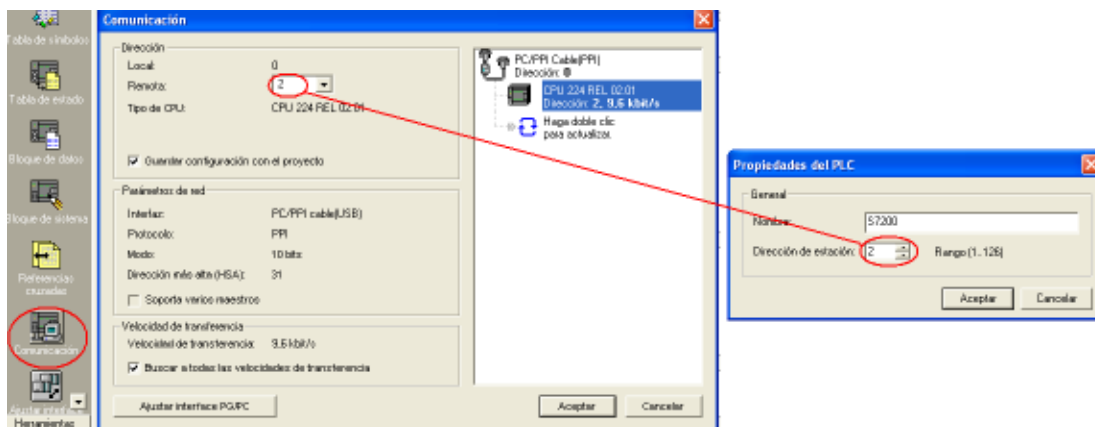 Tabla de símbolos
Tabla de estado
Bloque de datos
Bloque de sistema
Referencias
cruzadas
Comunicación
Herramientas
Comunicación
Dirección
Local: 0
Remota: 2
Tipo de CPU: CPU 224 REL 02.01
Guardar configuración con el proyecto
Parámetros de red
Interfaz: PC/PPI cable(USB)
Protocolo: PPI
Modo: 10 bits
Dirección más alta (HSA): 31
Soporta varios maestros
Velocidad de transferencia
Velocidad de transferencia: 9,6 kbit/s
Buscar a todas las velocidades de transferencia
Ajustar interface PG/PC
Aceptar
Cancelar
PC/PPI Cable(PPI)
Dirección: 0
CPU 224 REL 02.01
Dirección: 2, 9,6 kbit/s
Haga doble clic
para actualizar.
Propiedades del PLC
General
Nombre: S7200
Dirección de estación: 2 Rango (1..126)
Aceptar
Cancelar